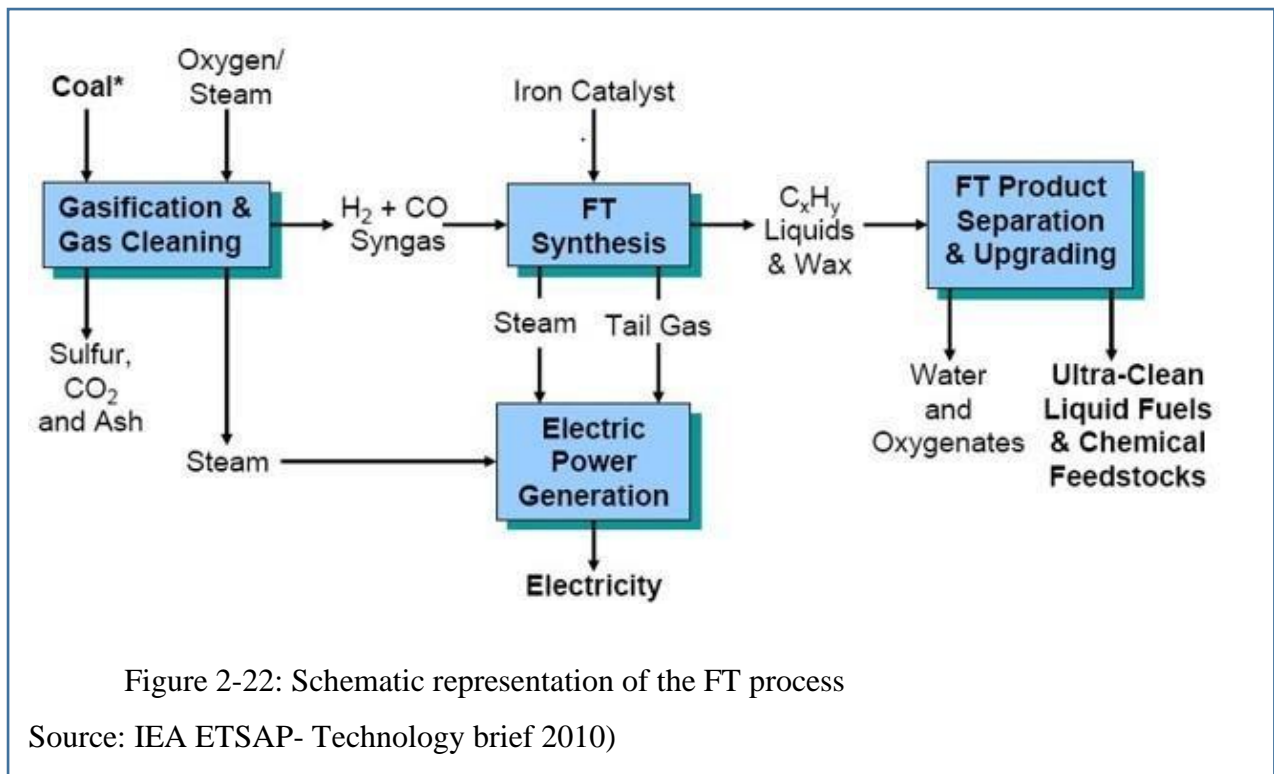 Coal*
Oxygen/
Steam
Iron Catalyst
Gasification &
Gas Cleaning
H₂ + CO
Syngas
FT
Synthesis
CₓHᵧ
Liquids
& Wax
FT Product
Separation
& Upgrading
Sulfur,
CO₂
and Ash
Steam
Steam
Tail Gas
Electric
Power
Generation
Electricity
Water
and
Oxygenates
Ultra-Clean
Liquid Fuels
& Chemical
Feedstocks
Figure 2-22: Schematic representation of the FT process
Source: IEA ETSAP- Technology brief 2010)